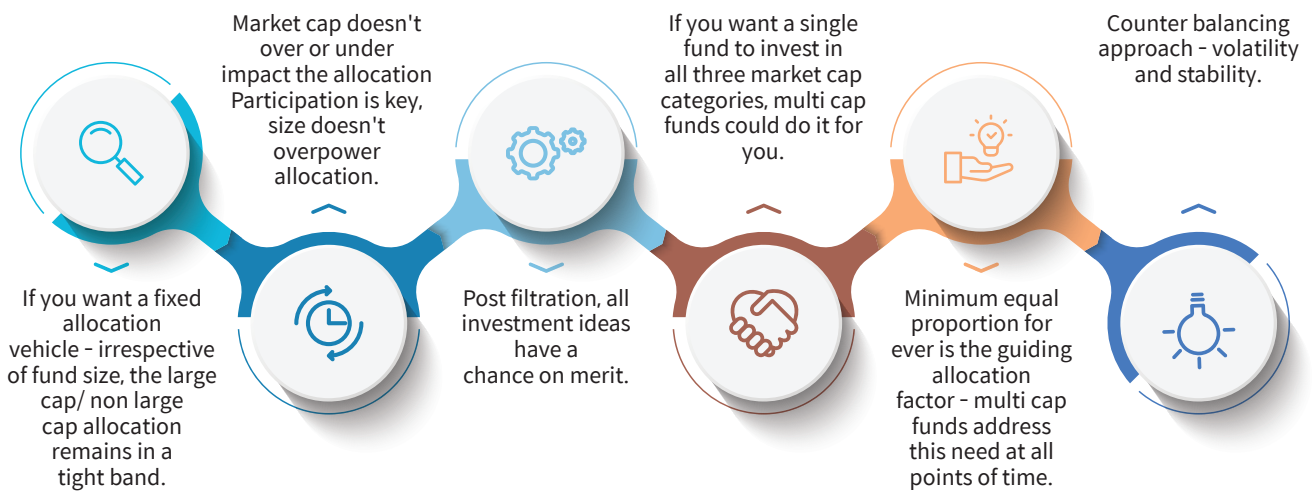 If you want a fixed
allocation
vehicle - irrespective
of fund size, the large
cap/ non large
cap allocation
remains in a
tight band.
Market cap doesn't
over or under
impact the allocation
Participation is key,
size doesn't
overpower
allocation.
Post filtration, all
investment ideas
have a
chance on merit.
If you want a single
fund to invest in
all three market cap
categories, multi cap
funds could do it for
you.
Minimum equal
proportion for
ever is the guiding
allocation
factor - multi cap
funds address
this need at all
points of time.
Counter balancing
approach - volatility
and stability.